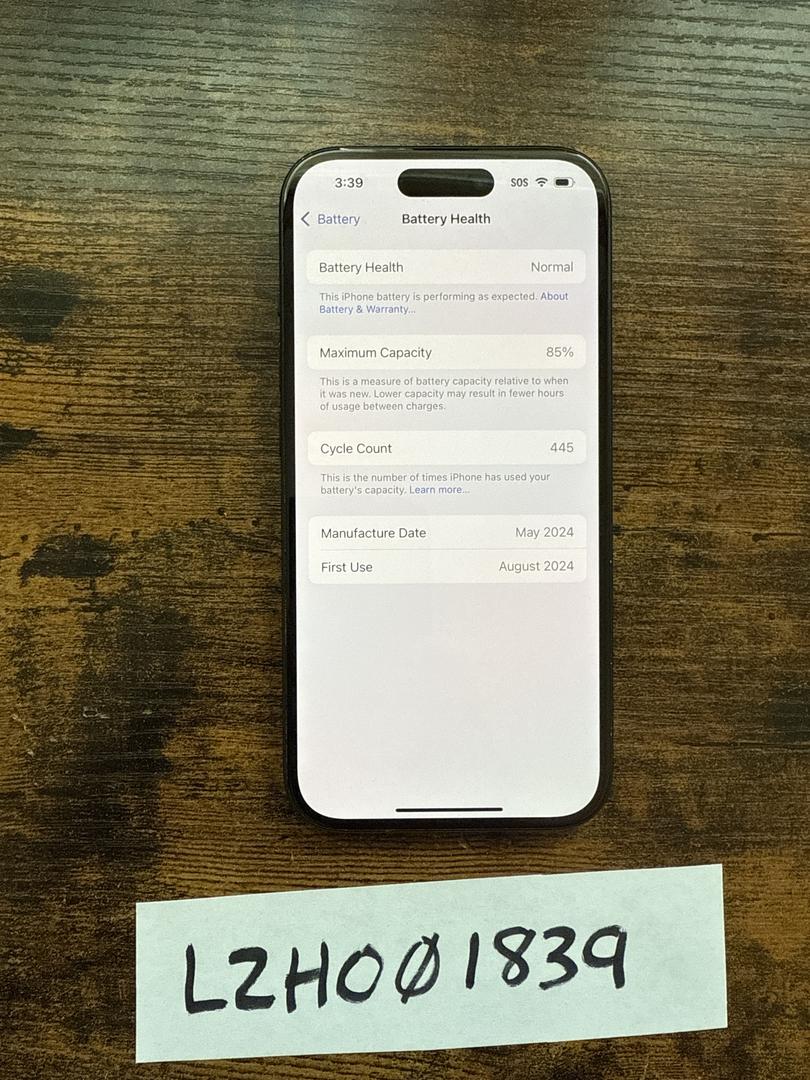 3:39 SOS
Battery Battery Health
Battery Health Normal
This iPhone battery is performing as expected. About
Battery & Warranty...
Maximum Capacity 85%
This is a measure of battery capacity relative to when
it was new. Lower capacity may result in fewer hours
of usage between charges.
Cycle Count 445
This is the number of times iPhone has used your
battery's capacity. Learn more...
Manufacture Date May 2024
First Use August 2024
LZHO∅1839